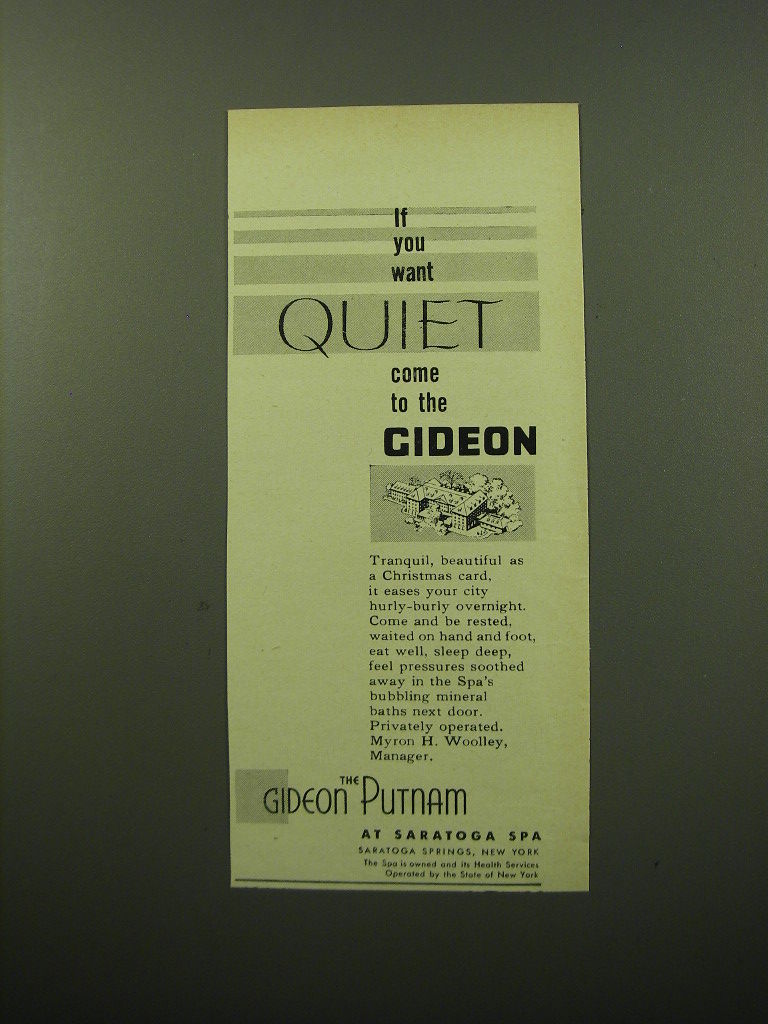 If
you
want
QUIET
come
to the
GIDEON
Tranquil, beautiful as
a Christmas card,
it eases your city
hurly-burly overnight.
Come and be rested,
waited on hand and foot,
eat well, sleep deep,
feel pressures soothed
away in the Spa's
bubbling mineral
baths next door.
Privately operated.
Myron H. Woolley,
Manager.
THE
GIDEON PUTNAM
AT SARATOGA SPA
SARATOGA SPRINGS, NEW YORK
The Spa is owned and its Health Services
Operated by the State of New York